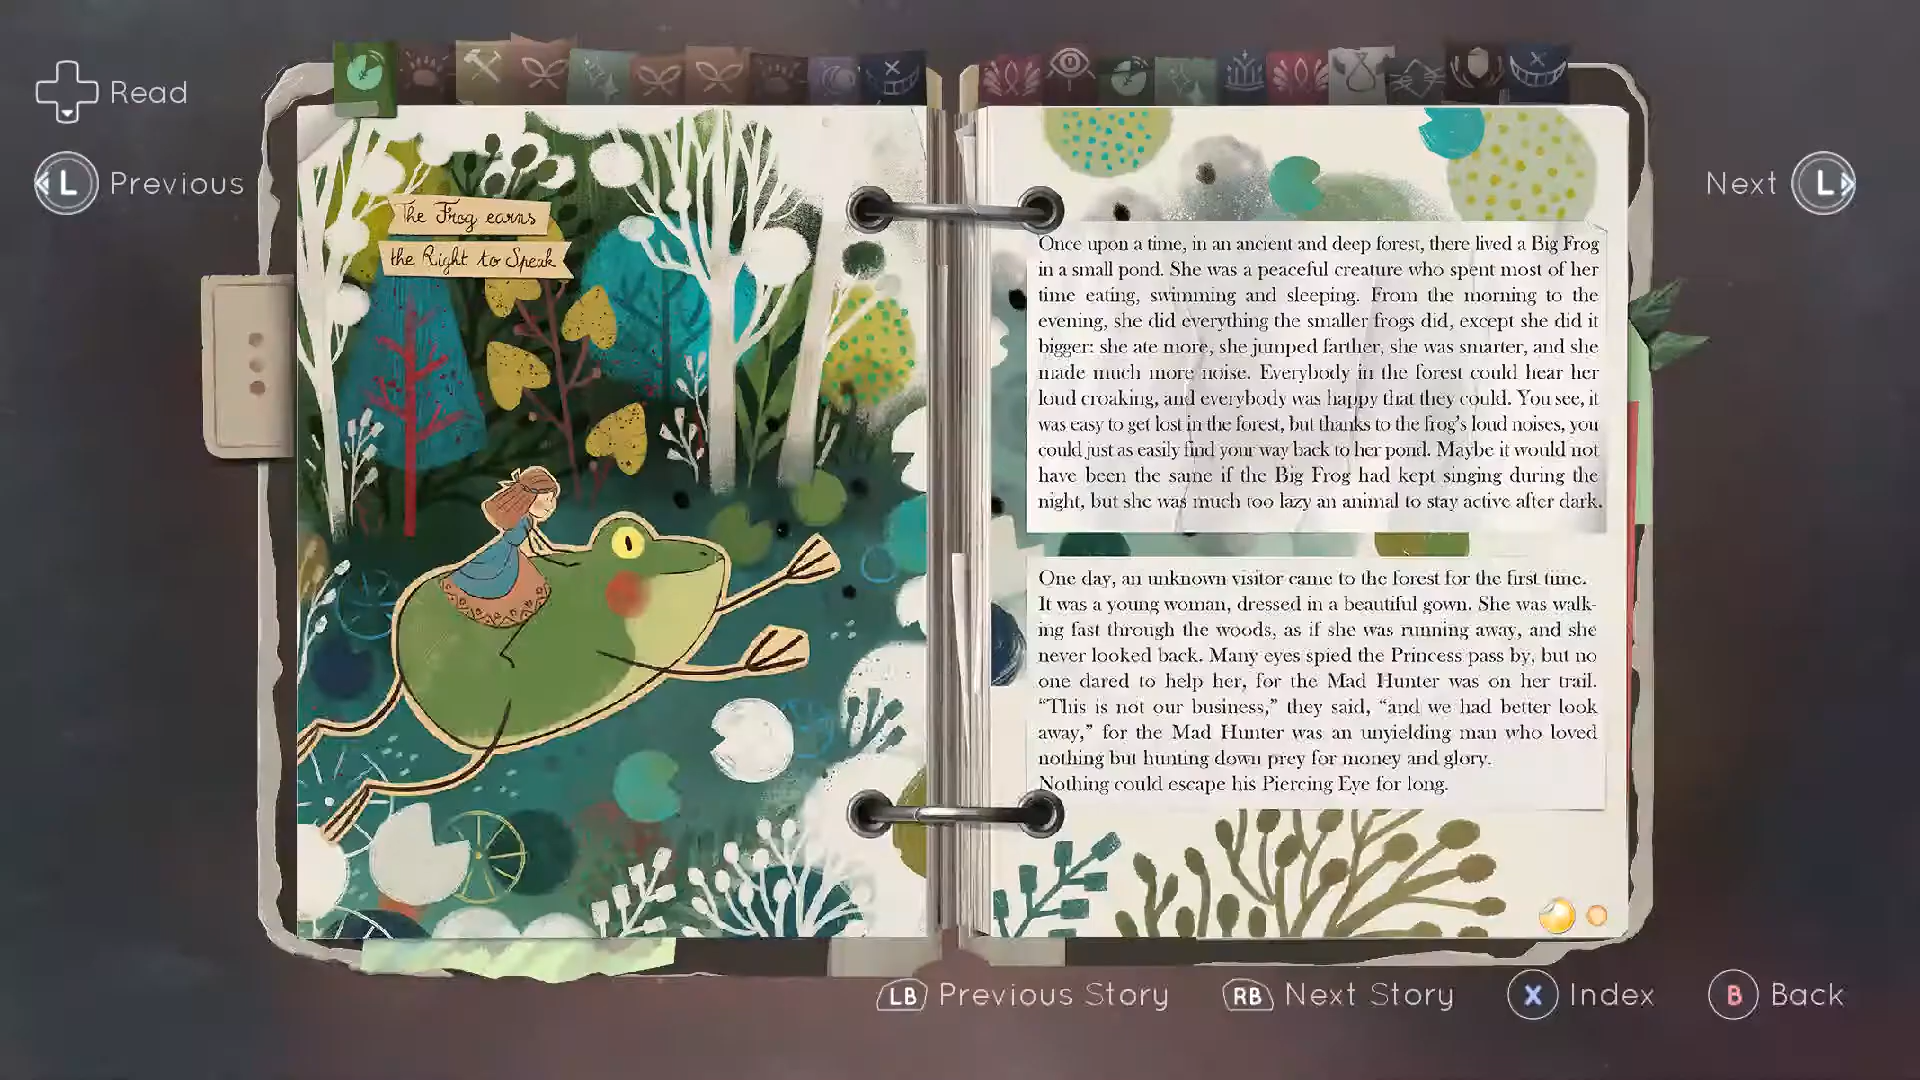 Read
L Previous
Next L
The Frog earns
the Right to Speak
Once upon a time, in an ancient and deep forest, there lived a Big Frog
in a small pond. She was a peaceful creature who spent most of her
time eating, swimming and sleeping. From the morning to the
evening, she did everything the smaller frogs did, except she did it
bigger: she ate more, she jumped farther, she was smarter, and she
made much more noise. Everybody in the forest could hear her
loud croaking, and everybody was happy that they could. You see, it
was easy to get lost in the forest, but thanks to the frog's loud noises, you
could just as easily find your way back to her pond. Maybe it would not
have been the same if the Big Frog had kept singing during the
night, but she was much too lazy an animal to stay active after dark.
One day, an unknown visitor came to the forest for the first time.
It was a young woman, dressed in a beautiful gown. She was walk-
ing fast through the woods, as if she was running away, and she
never looked back. Many eyes spied the Princess pass by, but no
one dared to help her, for the Mad Hunter was on her trail.
“This is not our business,” they said, “and we had better look
away,” for the Mad Hunter was an unyielding man who loved
nothing but hunting down prey for money and glory.
Nothing could escape his Piercing Eye for long.
LB Previous Story
RB Next Story
X Index
B Back